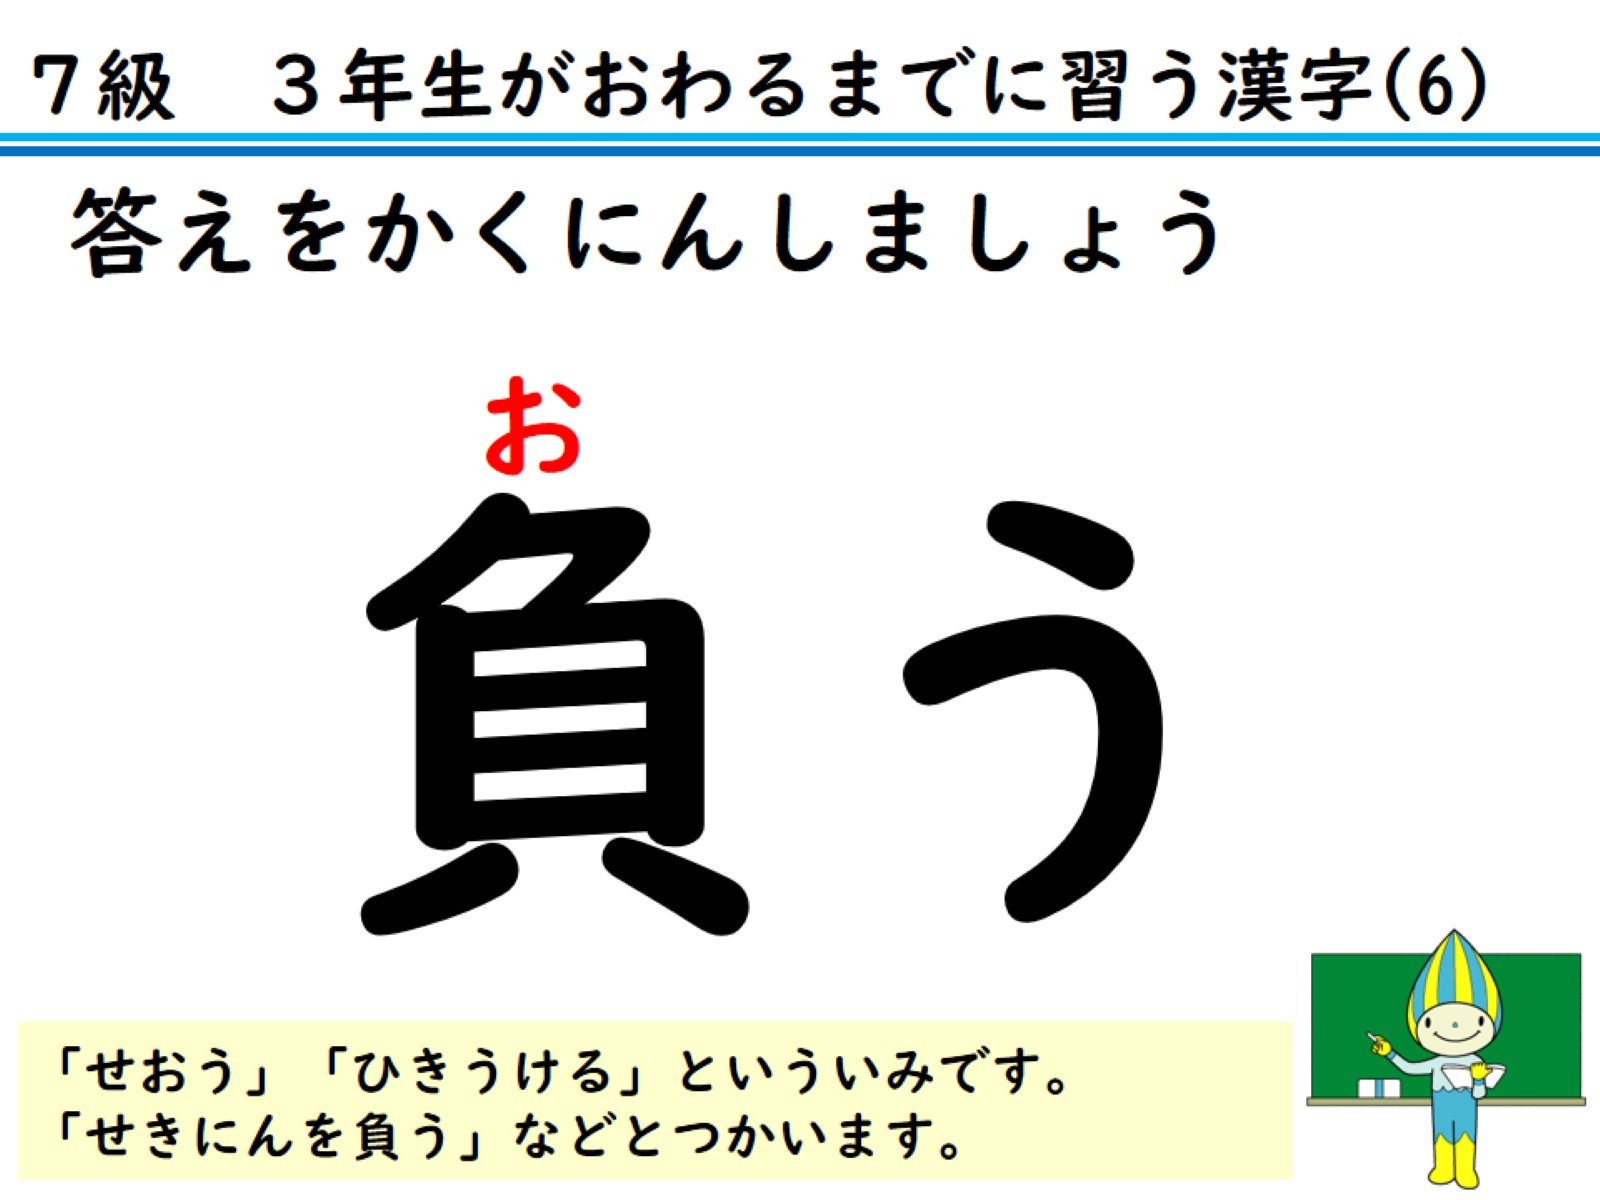 ７級　３年生がおわるまでに習う漢字(6)
答えをかくにんしましょう
お
負う
「せおう」「ひきうける」といういみです。
「せきにんを負う」などとつかいます。